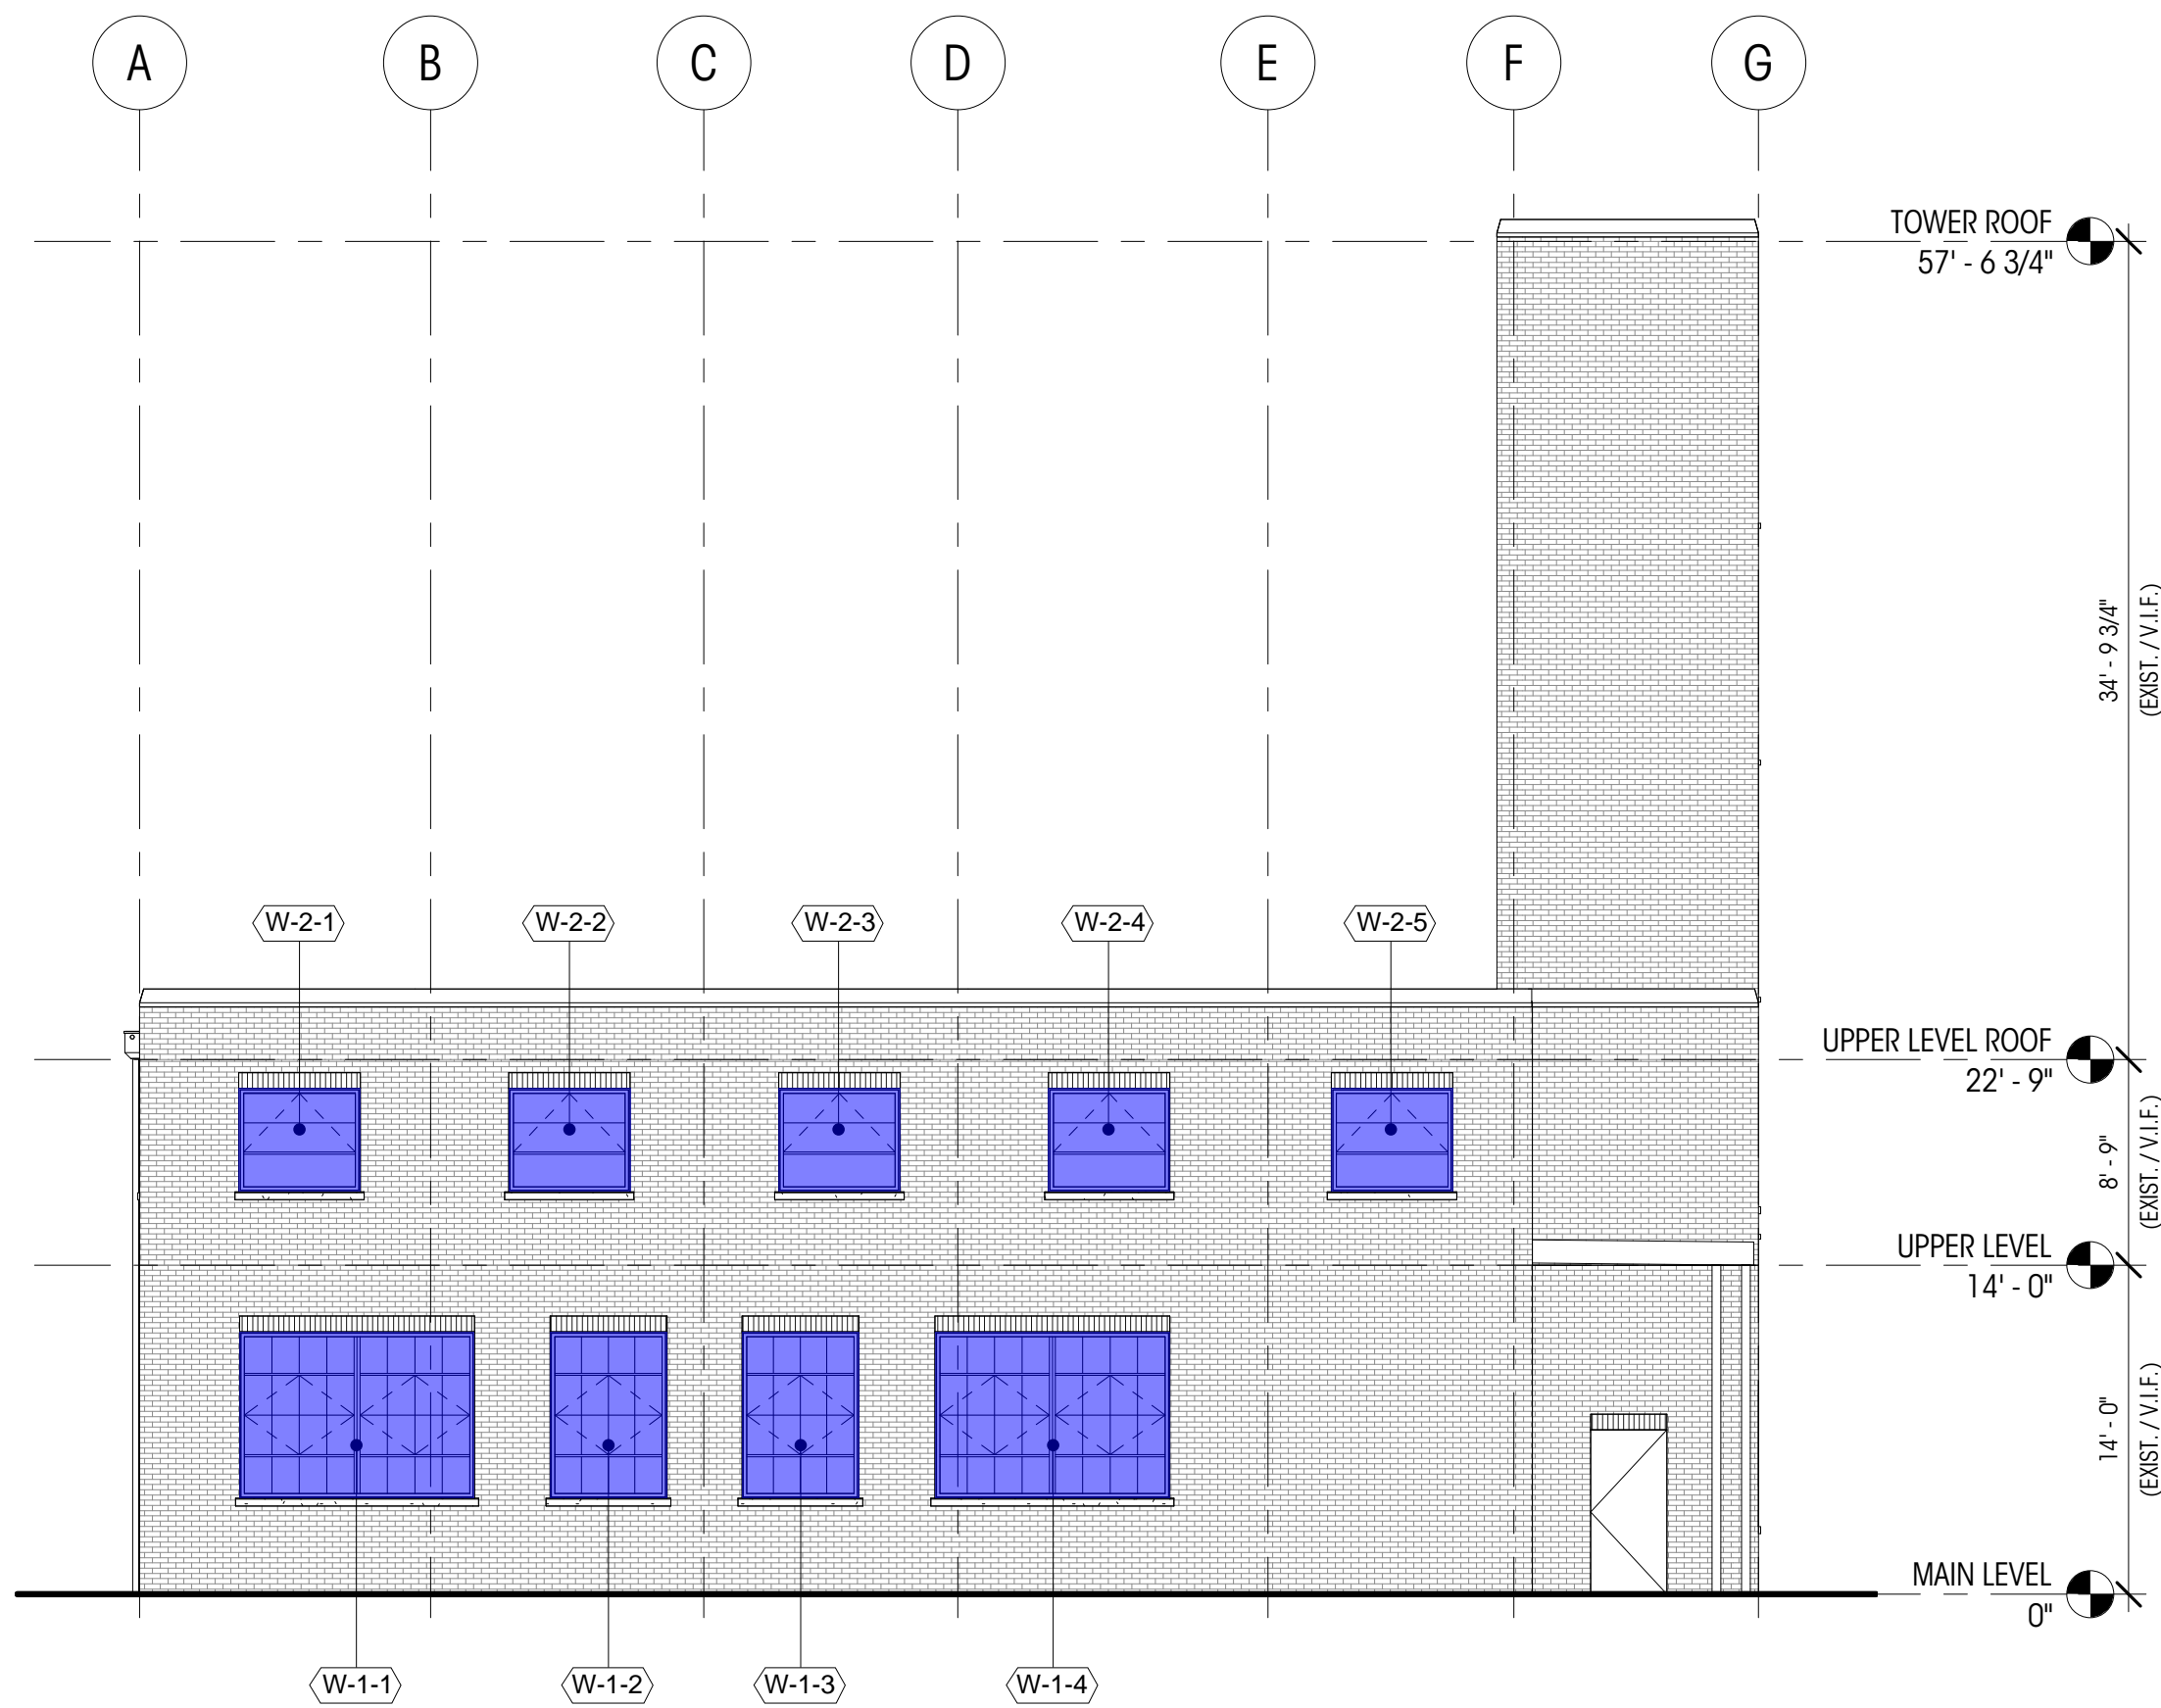 A
B
C
D
E
F
G
TOWER ROOF
57' - 6 3/4"
34' - 9 3/4"
(EXIST. / V.I.F.)
W-2-1
W-2-2
W-2-3
W-2-4
W-2-5
UPPER LEVEL ROOF
22' - 9"
8' - 9"
(EXIST. / V.I.F.)
UPPER LEVEL
14' - 0"
14' - 0"
(EXIST. / V.I.F.)
MAIN LEVEL
0"
W-1-1
W-1-2
W-1-3
W-1-4